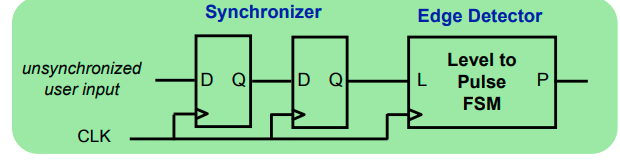 Synchronizer
Edge Detector
unsynchronized
user input
D Q
D Q
L
Level to
Pulse
FSM
P
CLK